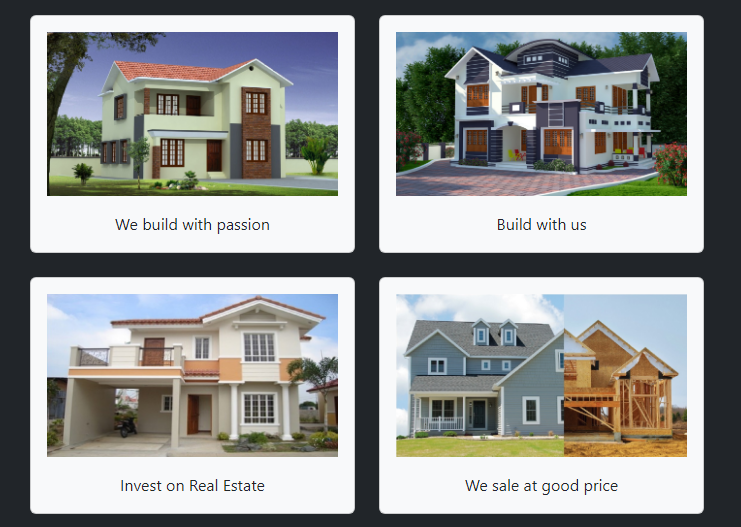 We build with passion
Build with us
Invest on Real Estate
We sale at good price